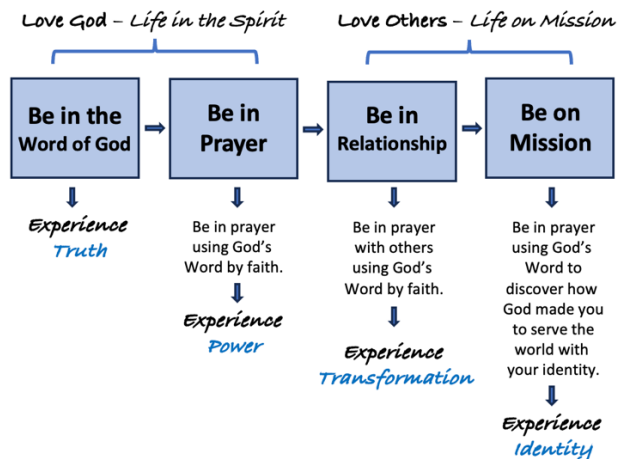 Love God – Life in the Spirit
Love Others – Life on Mission
Be in the
Word of God
Be in
Prayer
Be in
Relationship
Be on
Mission
Experience
Truth
Be in prayer
using God's
Word by faith.
Experience
Power
Be in prayer
with others
using God's
Word by faith.
Experience
Transformation
Be in prayer
using God's
Word to
discover how
God made you
to serve the
world with
your identity.
Experience
Identity